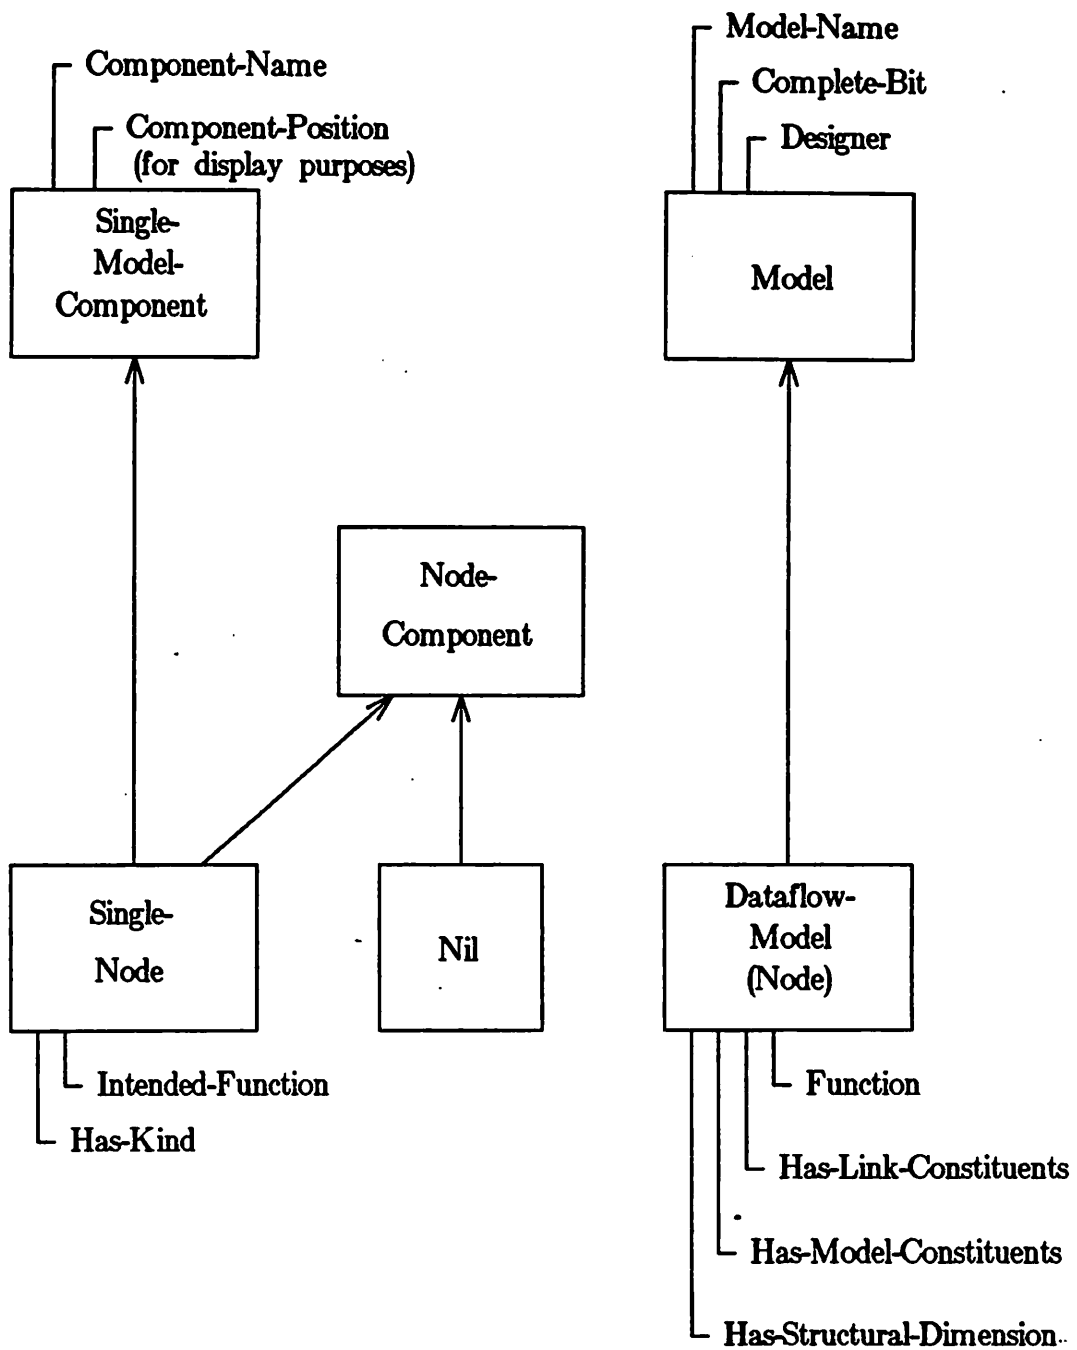 Component-Name
Component-Position
(for display purposes)
Single-
Model-
Component
Model-Name
Complete-Bit
Designer
Model
Node-
Component
Single-
Node
Nil
Dataflow-
Model
(Node)
Intended-Function
Has-Kind
Function
Has-Link-Constituents
Has-Model-Constituents
Has-Structural-Dimension